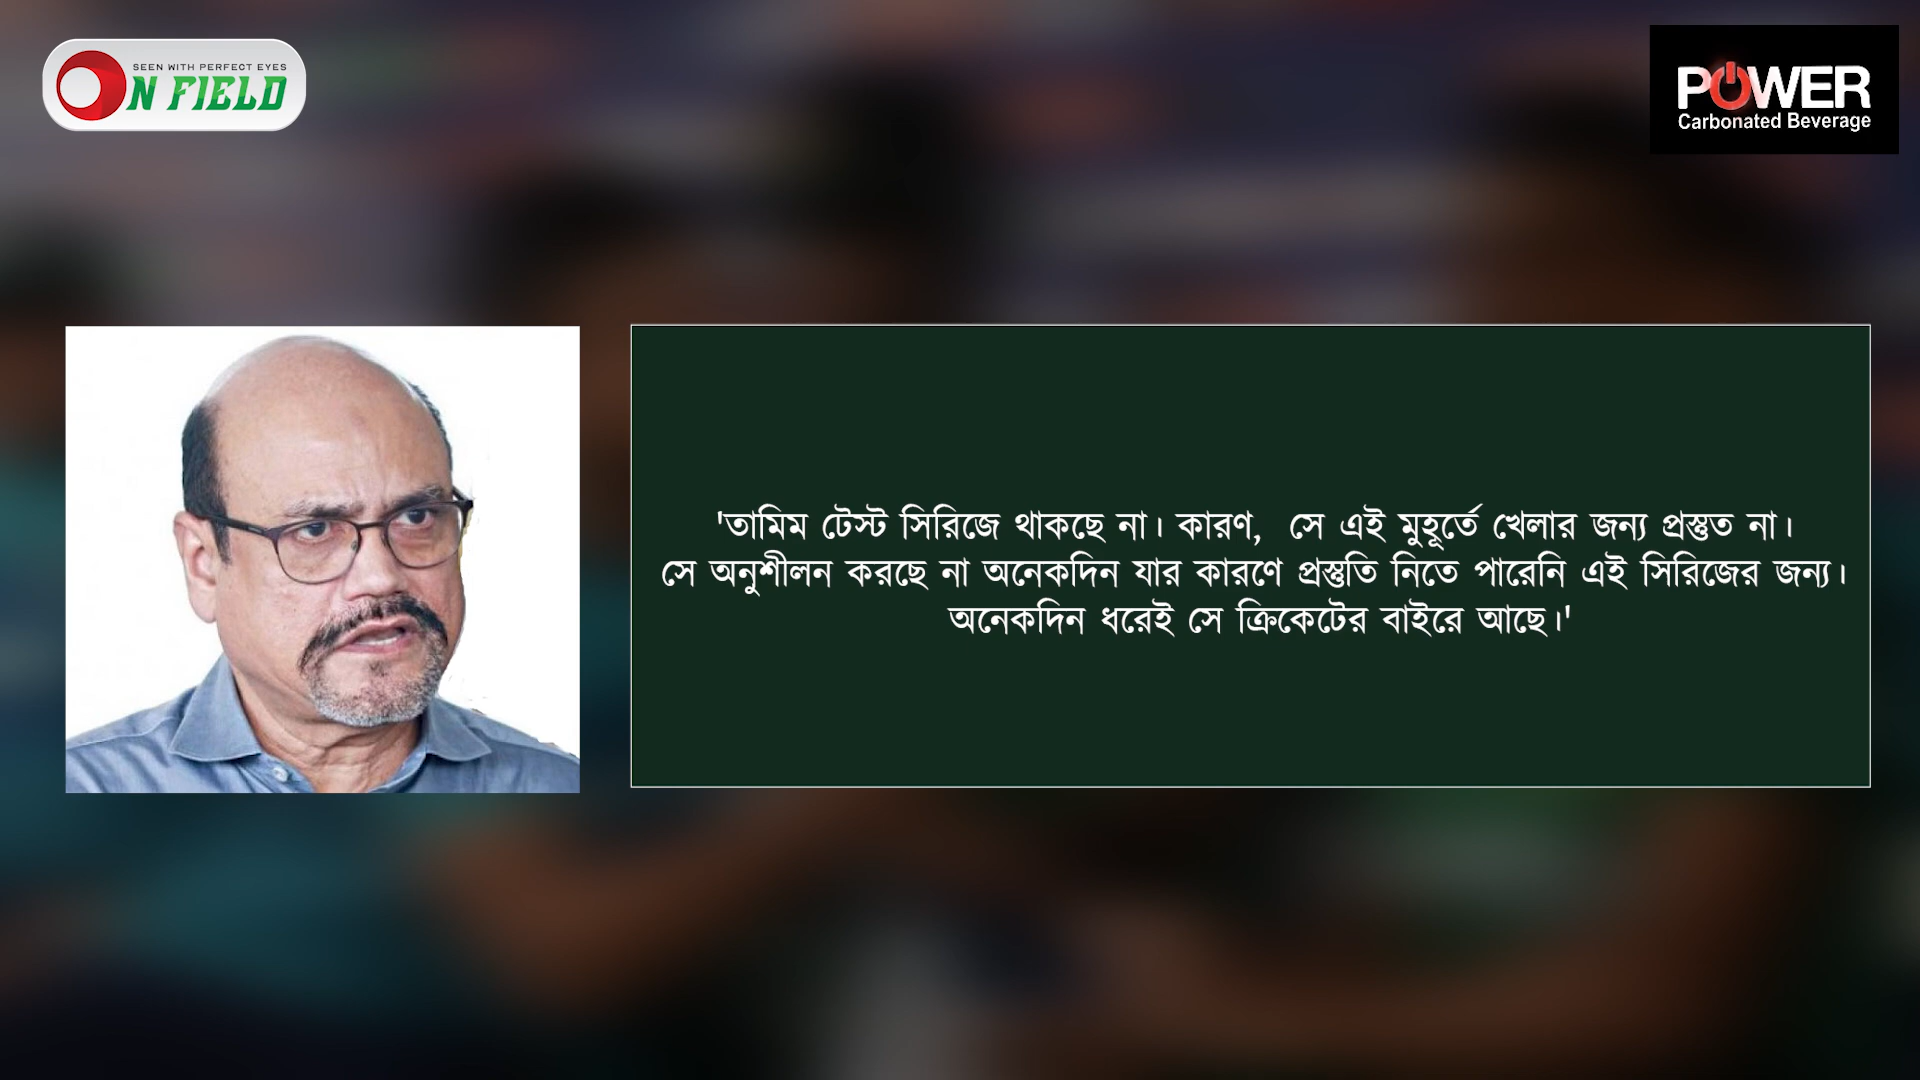 SEEN WITH PERFECT EYES
ON FIELD
POWER
Carbonated Beverage
'তামিম টেস্ট সিরিজে থাকছে না। কারণ,  সে এই মুহূর্তে খেলার জন্য প্রস্তুত না।
সে অনুশীলন করছে না অনেকদিন যার কারণে প্রস্তুতি নিতে পারেনি এই সিরিজের জন্য।
অনেকদিন ধরেই সে ক্রিকেটের বাইরে আছে।'